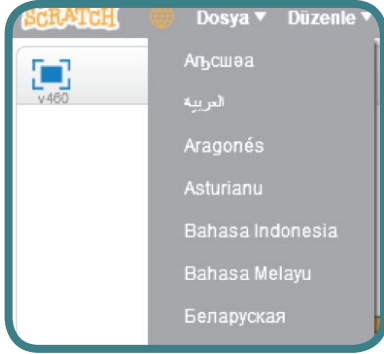 SCRATCH Dosya Düzenle
v460
Аҧсшәа
العربية
Aragonés
Asturianu
Bahasa Indonesia
Bahasa Melayu
Беларуская